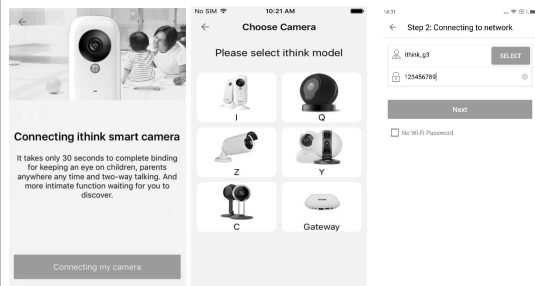 Connecting ithink smart camera
It takes only 30 seconds to complete binding
for keeping an eye on children, parents
anywhere any time and two-way talking. And
more intimate function waiting for you to
discover.
Connecting my camera
No SIM
10:21 AM
Choose Camera
Please select ithink model
I
Q
Z
Y
C
Gateway
14:31
Step 2: Connecting to network
ithink_g3
SELECT
123456789
Next
No Wi-Fi Password